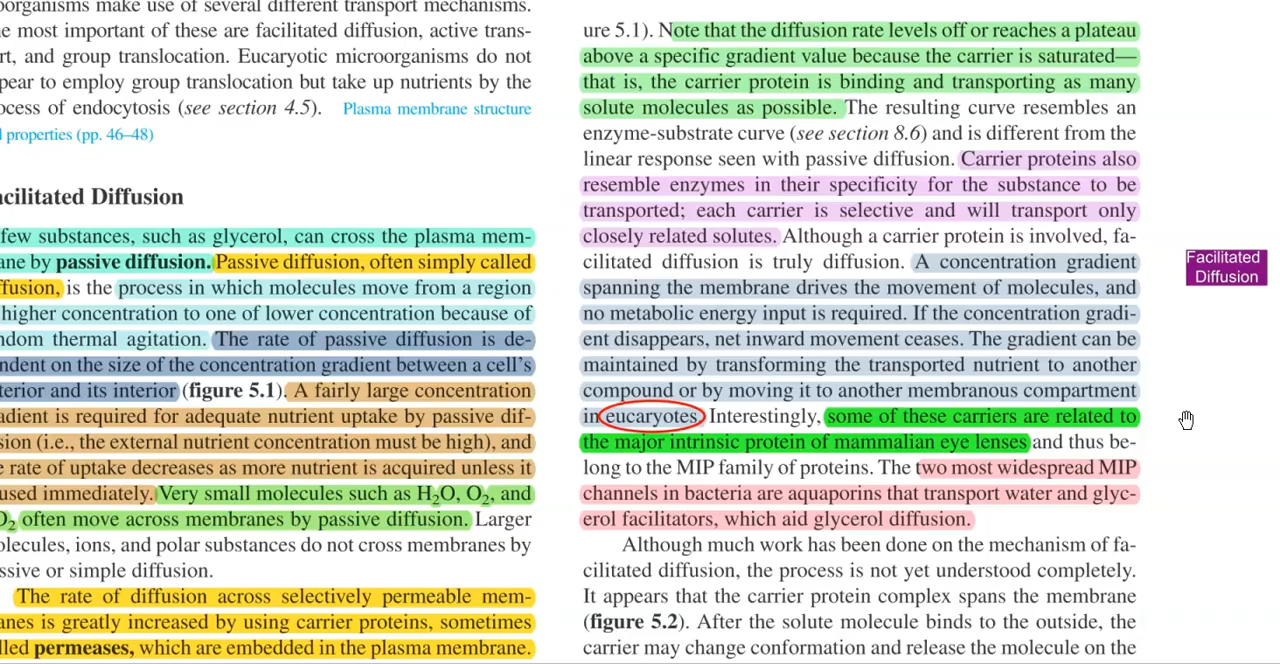 oorganisms make use of several different transport mechanisms.
e most important of these are facilitated diffusion, active trans-
rt, and group translocation. Eucaryotic microorganisms do not
pear to employ group translocation but take up nutrients by the
ocess of endocytosis (see section 4.5). Plasma membrane structure
l properties (pp. 46–48)
acilitated Diffusion
few substances, such as glycerol, can cross the plasma mem-
ane by passive diffusion. Passive diffusion, often simply called
ffusion, is the process in which molecules move from a region
higher concentration to one of lower concentration because of
ndom thermal agitation. The rate of passive diffusion is de-
ndent on the size of the concentration gradient between a cell's
terior and its interior (figure 5.1). A fairly large concentration
adient is required for adequate nutrient uptake by passive dif-
sion (i.e., the external nutrient concentration must be high), and
e rate of uptake decreases as more nutrient is acquired unless it
used immediately. Very small molecules such as H₂O, O₂, and
O₂ often move across membranes by passive diffusion. Larger
olecules, ions, and polar substances do not cross membranes by
ssive or simple diffusion.
The rate of diffusion across selectively permeable mem-
anes is greatly increased by using carrier proteins, sometimes
lled permeases, which are embedded in the plasma membrane.
ure 5.1). Note that the diffusion rate levels off or reaches a plateau
above a specific gradient value because the carrier is saturated—
that is, the carrier protein is binding and transporting as many
solute molecules as possible. The resulting curve resembles an
enzyme-substrate curve (see section 8.6) and is different from the
linear response seen with passive diffusion. Carrier proteins also
resemble enzymes in their specificity for the substance to be
transported; each carrier is selective and will transport only
closely related solutes. Although a carrier protein is involved, fa-
cilitated diffusion is truly diffusion. A concentration gradient
spanning the membrane drives the movement of molecules, and
no metabolic energy input is required. If the concentration gradi-
ent disappears, net inward movement ceases. The gradient can be
maintained by transforming the transported nutrient to another
compound or by moving it to another membranous compartment
in eucaryotes. Interestingly, some of these carriers are related to
the major intrinsic protein of mammalian eye lenses and thus be-
long to the MIP family of proteins. The two most widespread MIP
channels in bacteria are aquaporins that transport water and glyc-
erol facilitators, which aid glycerol diffusion.
Although much work has been done on the mechanism of fa-
cilitated diffusion, the process is not yet understood completely.
It appears that the carrier protein complex spans the membrane
(figure 5.2). After the solute molecule binds to the outside, the
carrier may change conformation and release the molecule on the
Facilitated
Diffusion